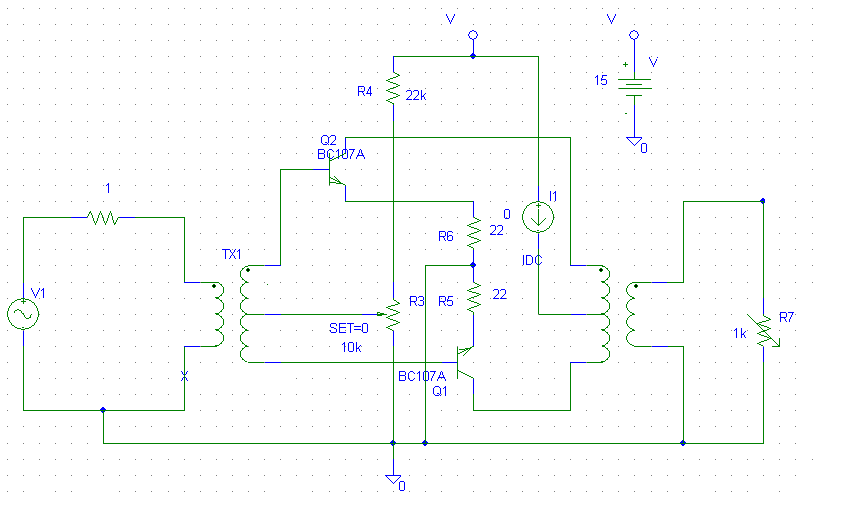 V
V
+
V
15
R4
22k
Q2
BC107A
0
1
I1
0
22
R6
IDC
TX1
V1
R3
R5
22
SET=0
10k
R7
1k
BC107A
Q1
0